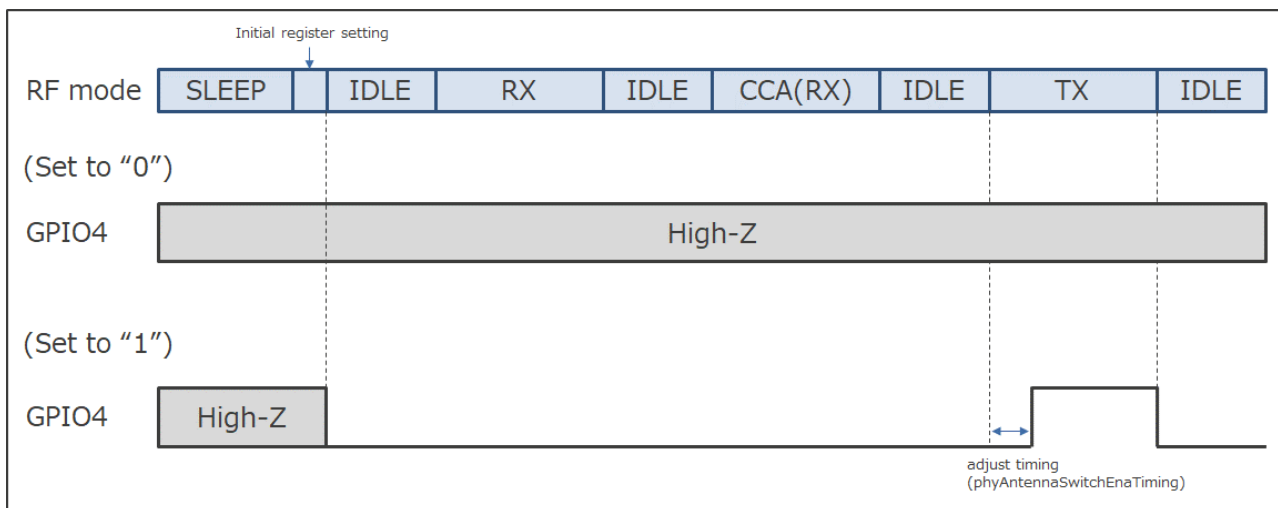 Initial register setting
RF mode SLEEP IDLE RX IDLE CCA(RX) IDLE TX IDLE
(Set to “0”)
GPIO4 High-Z
(Set to “1”)
GPIO4 High-Z
adjust timing
(phyAntennaSwitchEnaTiming)